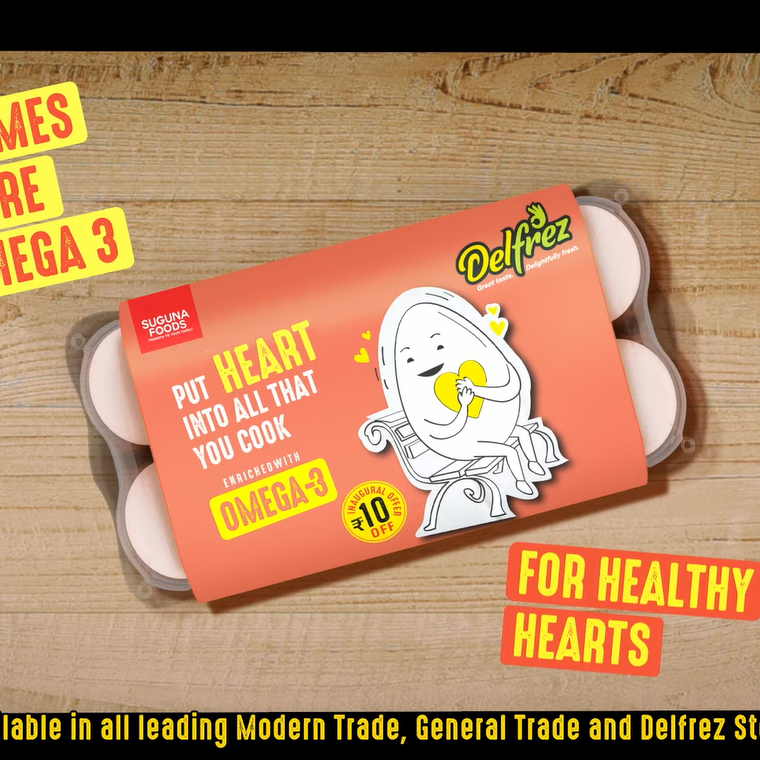 MES
RE
MEGA 3
Delfrez
Great taste. Delightfully fresh.
SUGUNA
FOODS
PUT HEART
INTO ALL THAT
YOU COOK
ENRICHED WITH
OMEGA-3
INAUGURAL OFFER
₹10
OFF
FOR HEALTHY
HEARTS
ilable in all leading Modern Trade, General Trade and Delfrez St